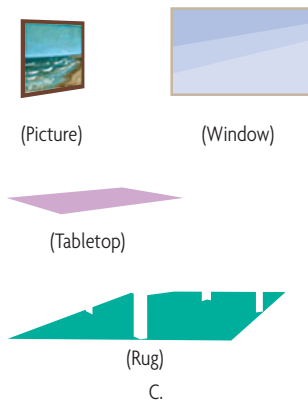 (Picture)
(Window)
(Tabletop)
(Rug)
C.